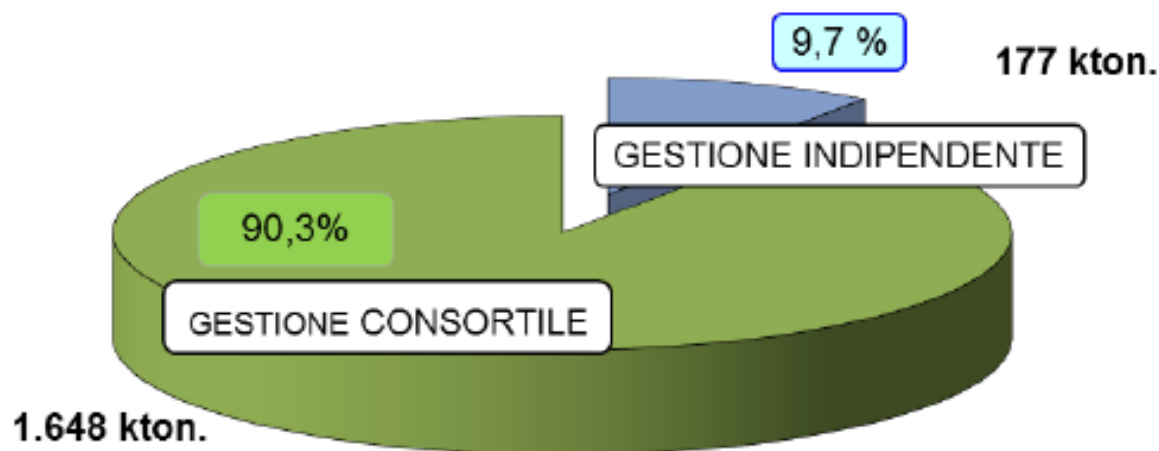 9,7 %
177 kton.
GESTIONE INDIPENDENTE
90,3%
GESTIONE CONSORTILE
1.648 kton.